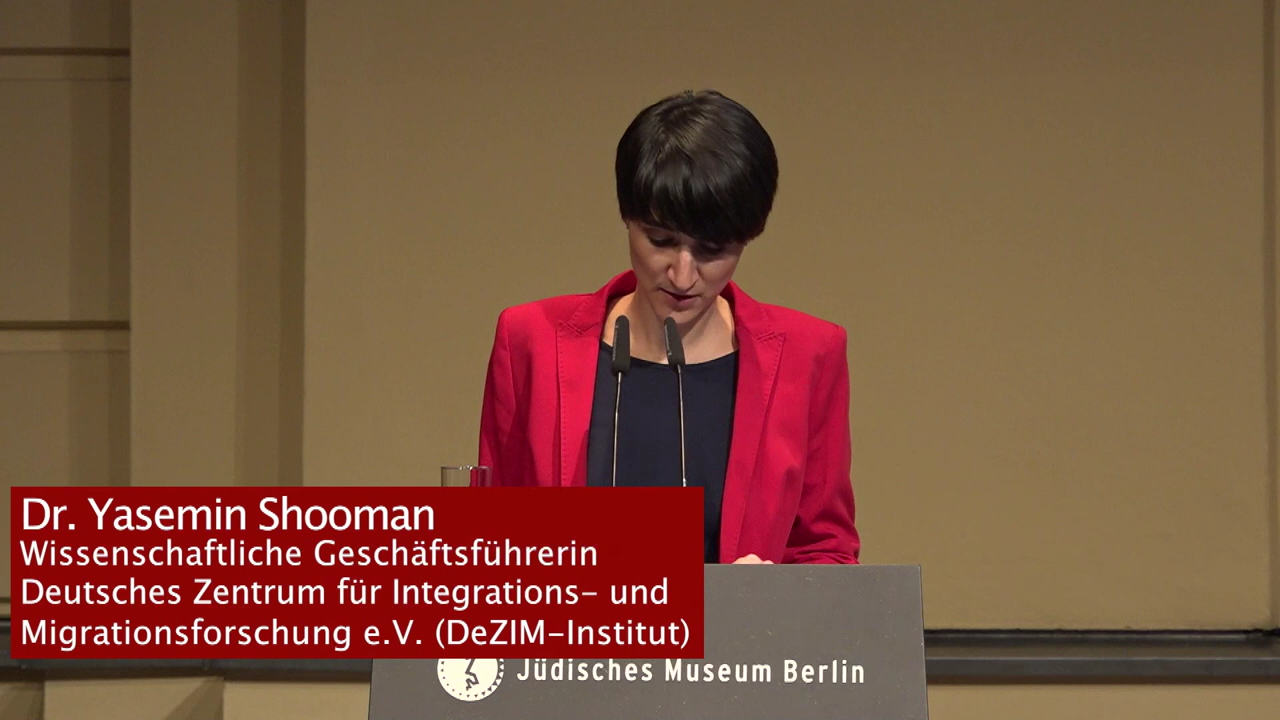 Dr. Yasemin Shooman
Wissenschaftliche Geschäftsführerin
Deutsches Zentrum für Integrations- und
Migrationsforschung e.V. (DeZIM-Institut)
Jüdisches Museum Berlin